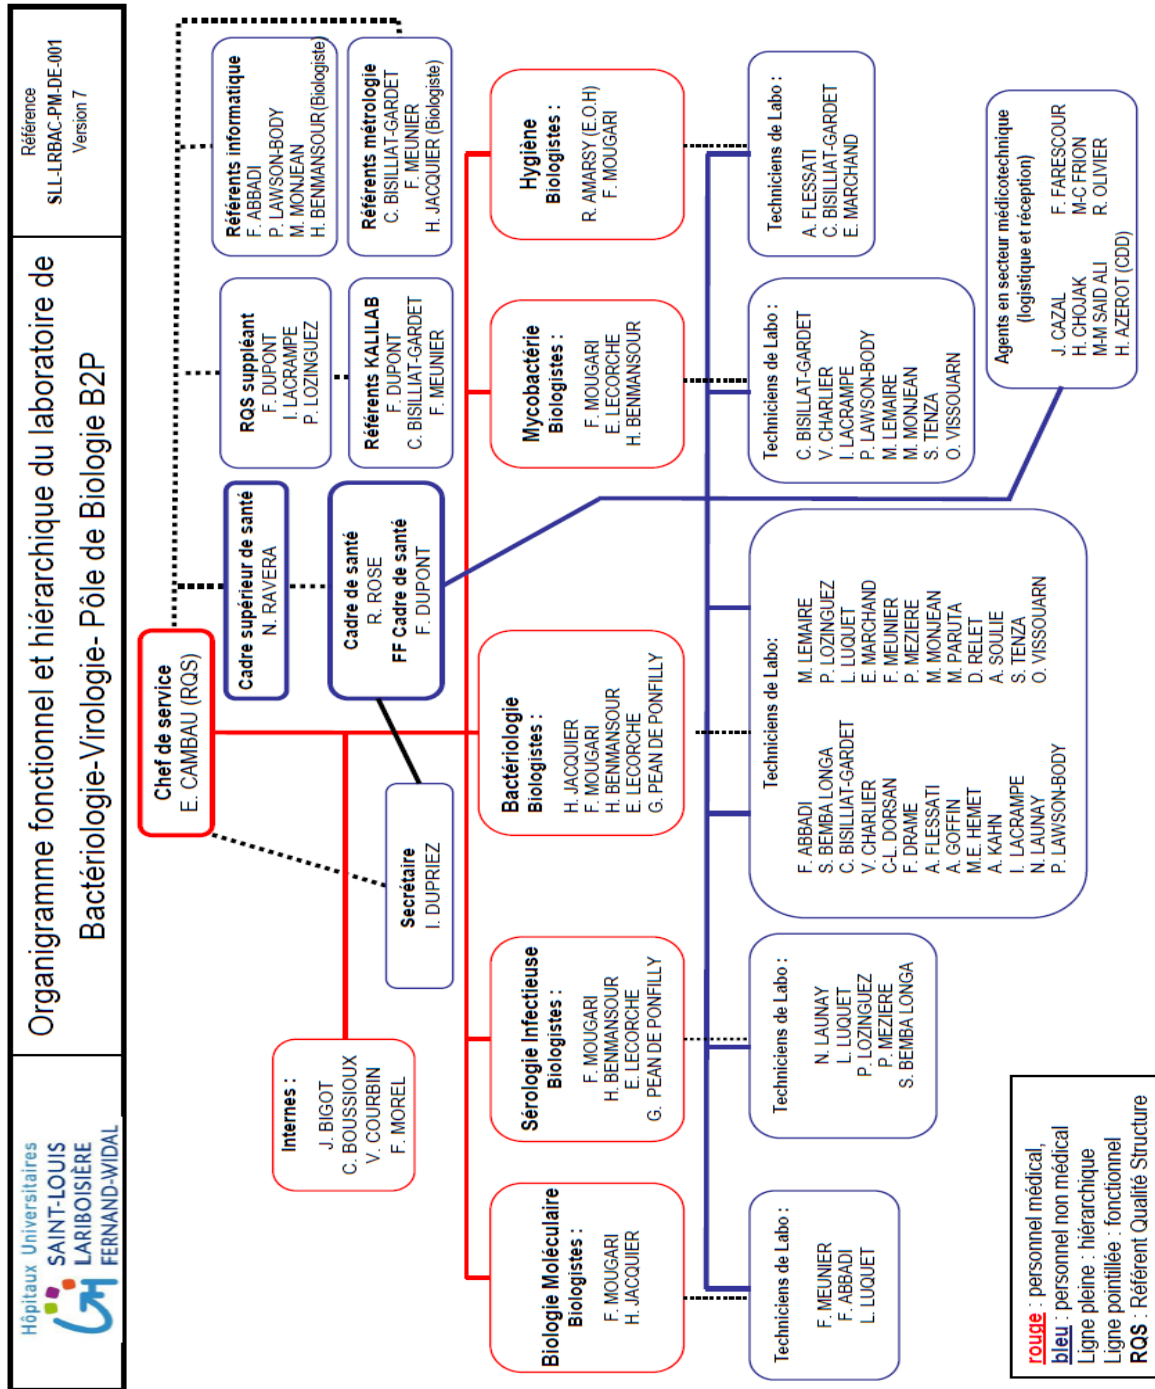 Hôpitaux Universitaires
SAINT-LOUIS
LARIBOISIÈRE
FERNAND-WIDAL
Organigramme fonctionnel et hiérarchique du laboratoire de
Bactériologie-Virologie- Pôle de Biologie B2P
Référence
SLL-LRBAC-PM-DE-001
Version 7
Chef de service
E. CAMBAU (RQS)
Cadre supérieur de santé
N. RAVERA
RQS suppléant
F. DUPONT
I. LACRAMPE
P. LOZINGUEZ
Référents informatique
F. ABBADI
P. LAWSON-BODY
M. MONJEAN
H. BENMANSOUR(Biologiste)
Internes :
J. BIGOT
C. BOUSSIOUX
V. COURBIN
F. MOREL
Secrétaire
I. DUPRIEZ
Cadre de santé
R. ROSE
FF Cadre de santé
F. DUPONT
Référents KALILAB
F. DUPONT
C. BISILLIAT-GARDET
F. MEUNIER
Référents métrologie
C. BISILLIAT-GARDET
F. MEUNIER
H. JACQUIER (Biologiste)
Biologie Moléculaire
Biologistes :
F. MOUGARI
H. JACQUIER
Sérologie Infectieuse
Biologistes :
F. MOUGARI
H. BENMANSOUR
E. LECORCHE
G. PEAN DE PONFILLY
Bactériologie
Biologistes :
H. JACQUIER
F. MOUGARI
H. BENMANSOUR
E. LECORCHE
G. PEAN DE PONFILLY
Mycobactérie
Biologistes :
F. MOUGARI
E. LECORCHE
H. BENMANSOUR
Hygiène
Biologistes :
R. AMARSY (E.O.H)
F. MOUGARI
Techniciens de Labo :
F. MEUNIER
F. ABBADI
L. LUQUET
Techniciens de Labo :
N. LAUNAY
L. LUQUET
P. LOZINGUEZ
P. MEZIERE
S. BEMBA LONGA
Techniciens de Labo:
F. ABBADI
S. BEMBA LONGA
C. BISILLIAT-GARDET
V. CHARLIER
C-L. DORSAN
F. DRAME
A. FLESSATI
A. GOFFIN
M.E. HEMET
A. KAHN
I. LACRAMPE
N. LAUNAY
P. LAWSON-BODY
M. LEMAIRE
P. LOZINGUEZ
L. LUQUET
E. MARCHAND
F. MEUNIER
P. MEZIERE
M. MONJEAN
M. PARUTA
D. RELET
A. SOULIE
S. TENZA
O. VISSOUARN
Techniciens de Labo :
C. BISILLAT-GARDET
V. CHARLIER
I. LACRAMPE
P. LAWSON-BODY
M. LEMAIRE
M. MONJEAN
S. TENZA
O. VISSOUARN
Techniciens de Labo :
A. FLESSATI
C. BISILLIAT-GARDET
E. MARCHAND
Agents en secteur médicotechnique
(logistique et réception)
J. CAZAL
H. CHOJAK
M-M SAID ALI
H. AZEROT (CDD)
F. FARESCOUR
M-C FRION
R. OLIVIER
rouge : personnel médical,
bleu : personnel non médical
Ligne pleine : hiérarchique
Ligne pointillée : fonctionnel
RQS : Référent Qualité Structure